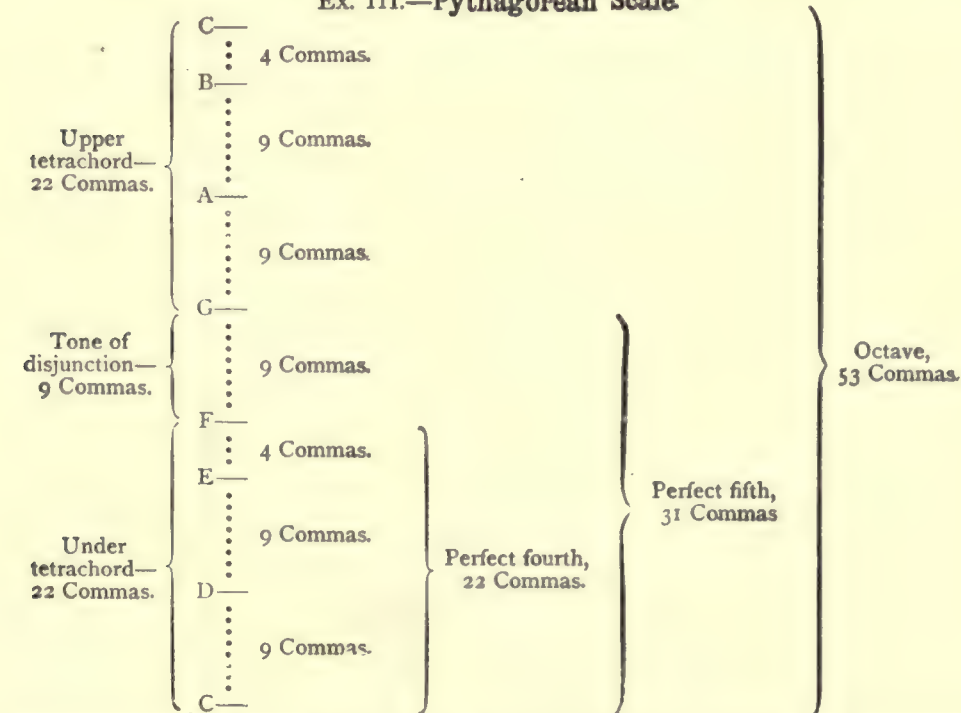 Ex. III.—Pythagorean Scale.
C—
4 Commas.
B—
9 Commas.
Upper
tetrachord—
22 Commas.
A—
9 Commas.
G—
Tone of
disjunction—
9 Commas.
9 Commas.
Octave,
53 Commas.
F—
4 Commas.
E—
9 Commas.
Perfect fifth,
31 Commas
Under
tetrachord—
22 Commas.
Perfect fourth,
22 Commas.
D—
9 Commas.
C—